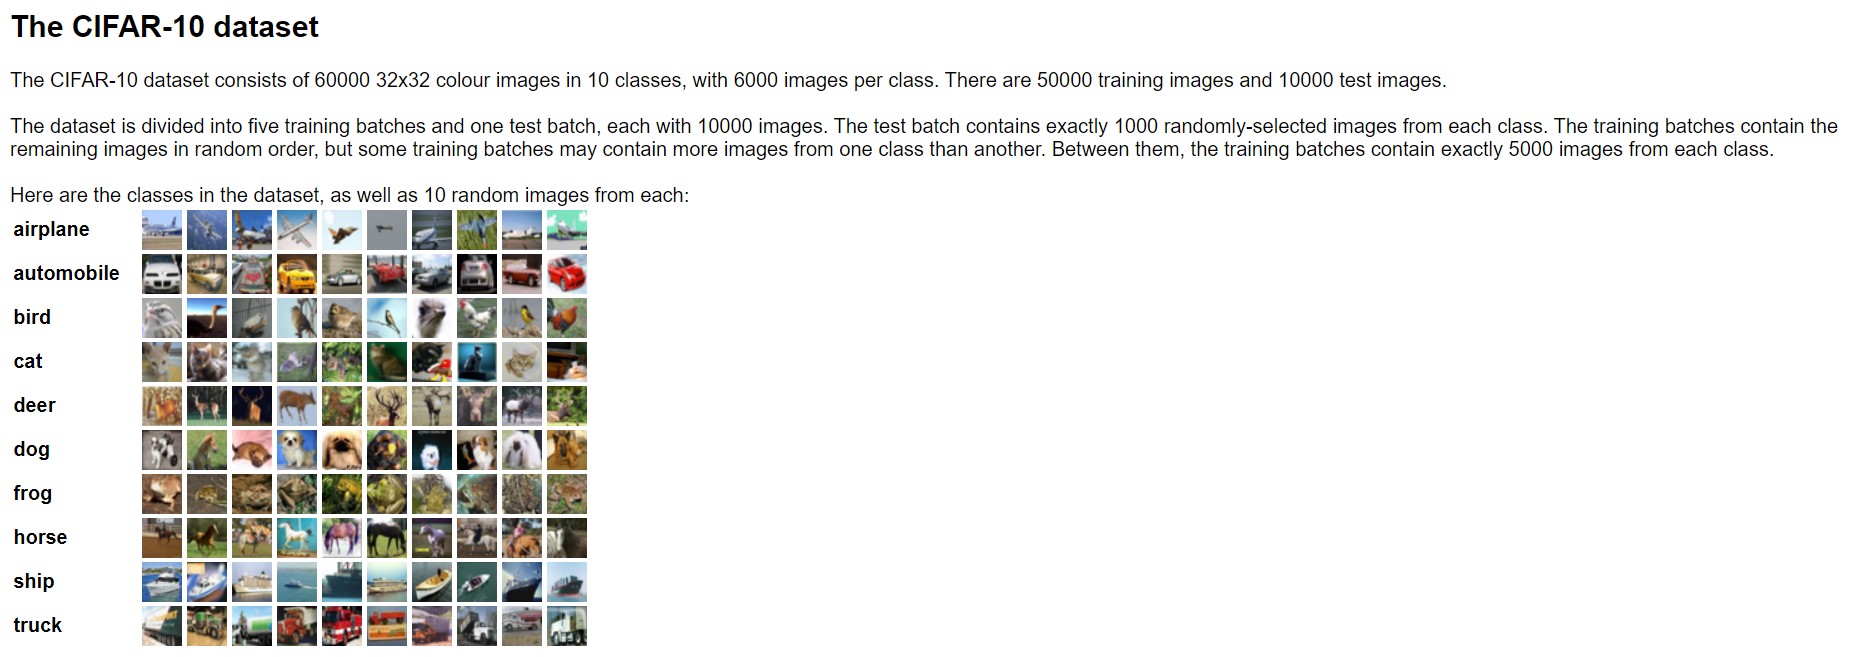 The CIFAR-10 dataset
The CIFAR-10 dataset consists of 60000 32x32 colour images in 10 classes, with 6000 images per class. There are 50000 training images and 10000 test images.
The dataset is divided into five training batches and one test batch, each with 10000 images. The test batch contains exactly 1000 randomly-selected images from each class. The training batches contain the
remaining images in random order, but some training batches may contain more images from one class than another. Between them, the training batches contain exactly 5000 images from each class.
Here are the classes in the dataset, as well as 10 random images from each:
airplane
automobile
bird
cat
deer
dog
frog
horse
ship
truck